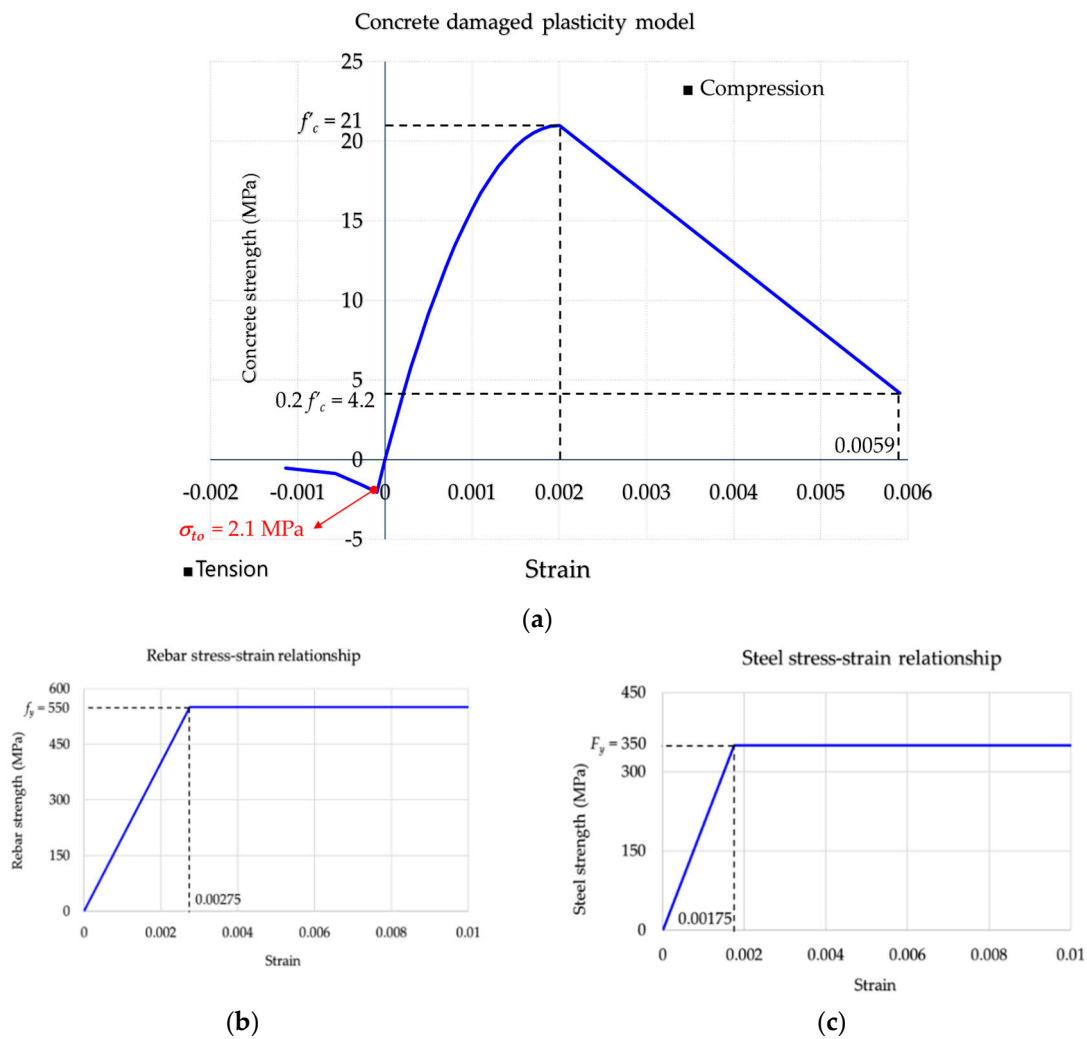 Concrete damaged plasticity model
25
■ Compression
f'c = 21
20
Concrete strength (MPa)
15
10
5
0.2 f'c = 4.2
0.0059
0
-0.002 -0.001 0 0.001 0.002 0.003 0.004 0.005 0.006
σto = 2.1 MPa
-5
■ Tension
Strain
(a)
Rebar stress-strain relationship
600
fy = 550
450
Rebar strength (MPa)
300
150
0.00275
0
0 0.002 0.004 0.006 0.008 0.01
Strain
(b)
Steel stress-strain relationship
450
Fy = 350
300
Steel strength (MPa)
150
0.00175
0
0 0.002 0.004 0.006 0.008 0.01
Strain
(c)